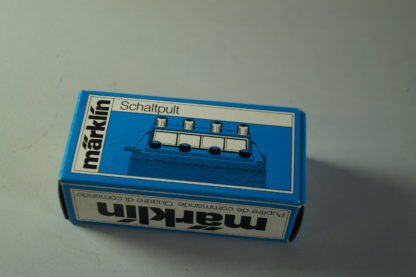 märklin
Schaltpult
märklin
Pupitre de commande Quadro di comando